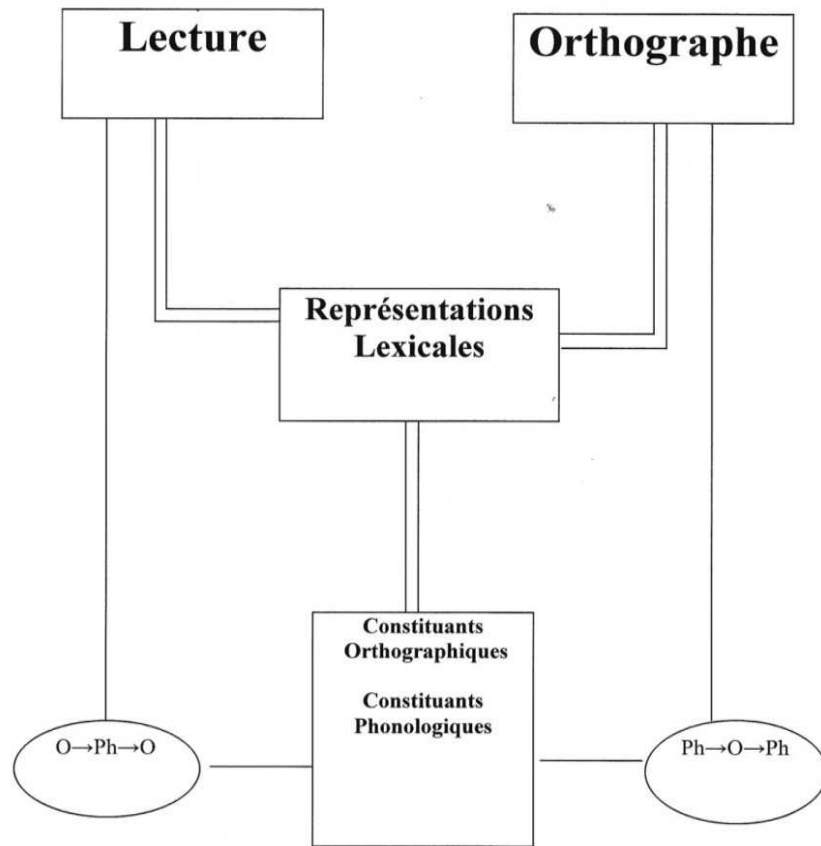 Lecture
Orthographe
Représentations
Lexicales
Constituants
Orthographiques
Constituants
Phonologiques
O→Ph→O
Ph→O→Ph